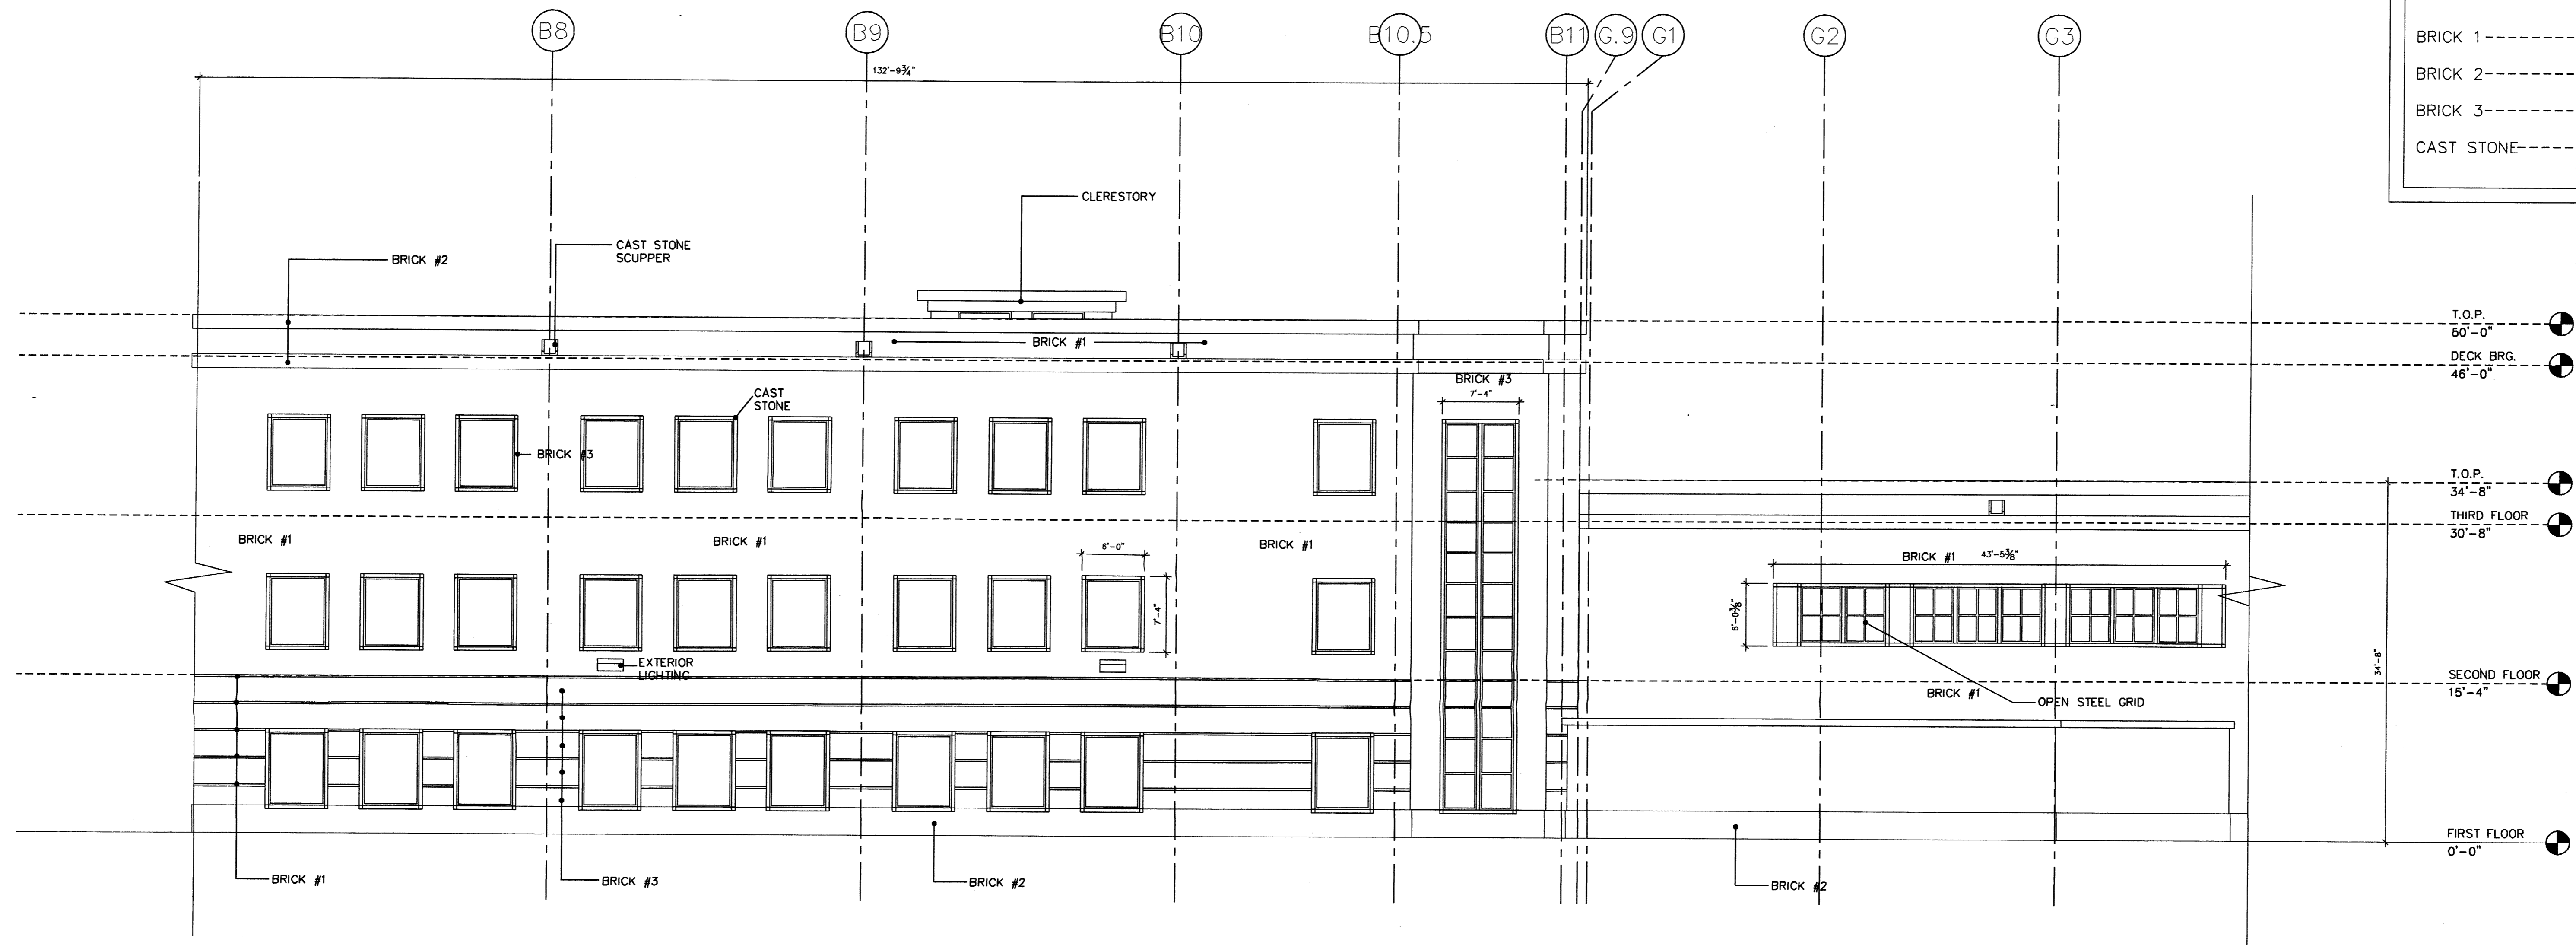 B8
B9
B10
B10.5
B11
G.9
G1
G2
G3
BRICK 1
BRICK 2
BRICK 3
CAST STONE
132'-9¾"
CLERESTORY
CAST STONE
SCUPPER
BRICK #2
BRICK #1
T.O.P.
50'-0"
DECK BRG.
46'-0"
BRICK #3
7'-4"
CAST
STONE
BRICK #3
T.O.P.
34'-8"
THIRD FLOOR
30'-8"
BRICK #1
BRICK #1
BRICK #1
6'-0"
7'-4"
BRICK #1
43'-5⅜"
6'-0⅜"
EXTERIOR
LIGHTING
34'-8"
SECOND FLOOR
15'-4"
BRICK #1
OPEN STEEL GRID
FIRST FLOOR
0'-0"
BRICK #1
BRICK #3
BRICK #2
BRICK #2